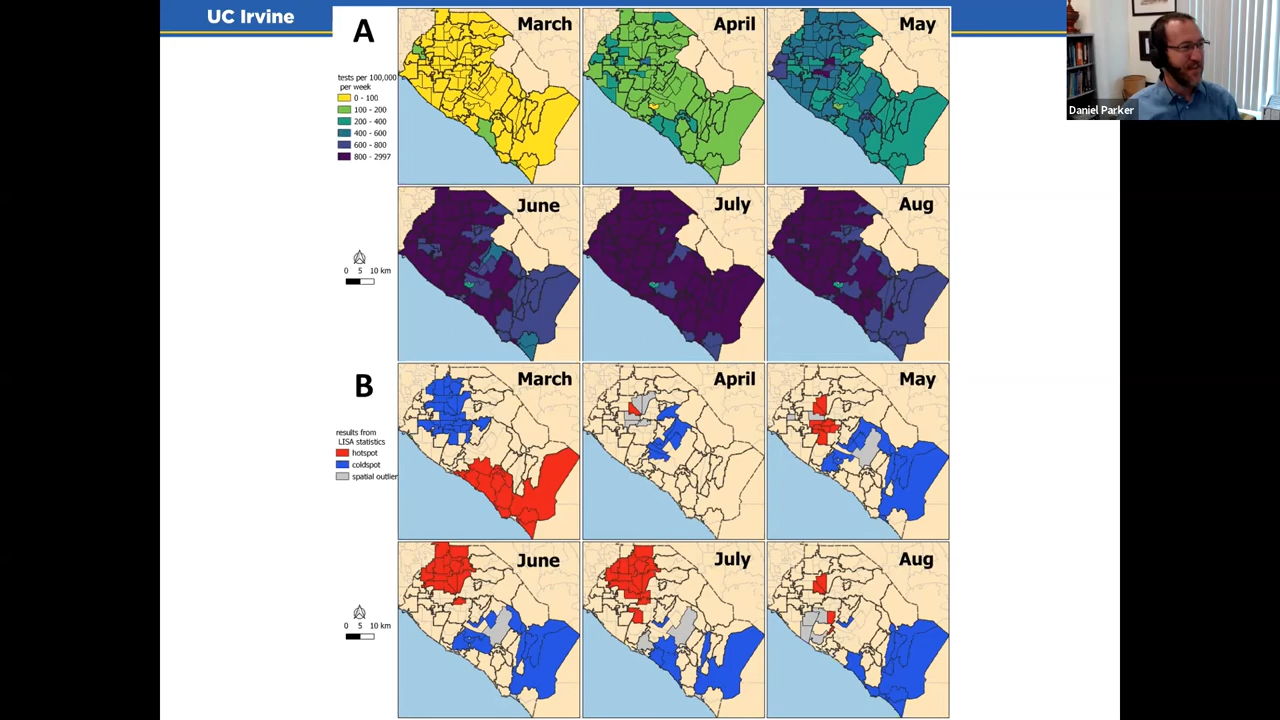 UC Irvine
A
March
April
May
tests per 100,000
per week
0 - 100
100 - 200
200 - 400
400 - 600
600 - 800
800 - 2997
Daniel Parker
June
July
Aug
0 5 10 km
B
March
April
May
results from
LISA statistics
hotspot
coldspot
spatial outlier
June
July
Aug
0 5 10 km